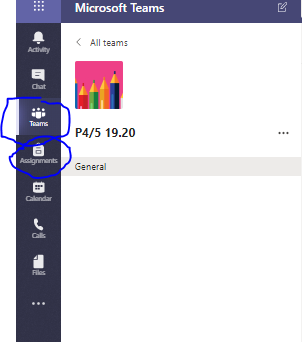 Microsoft Teams
Activity
Chat
Teams
Assignments
Calendar
Calls
Files
All teams
P4/5 19.20
General